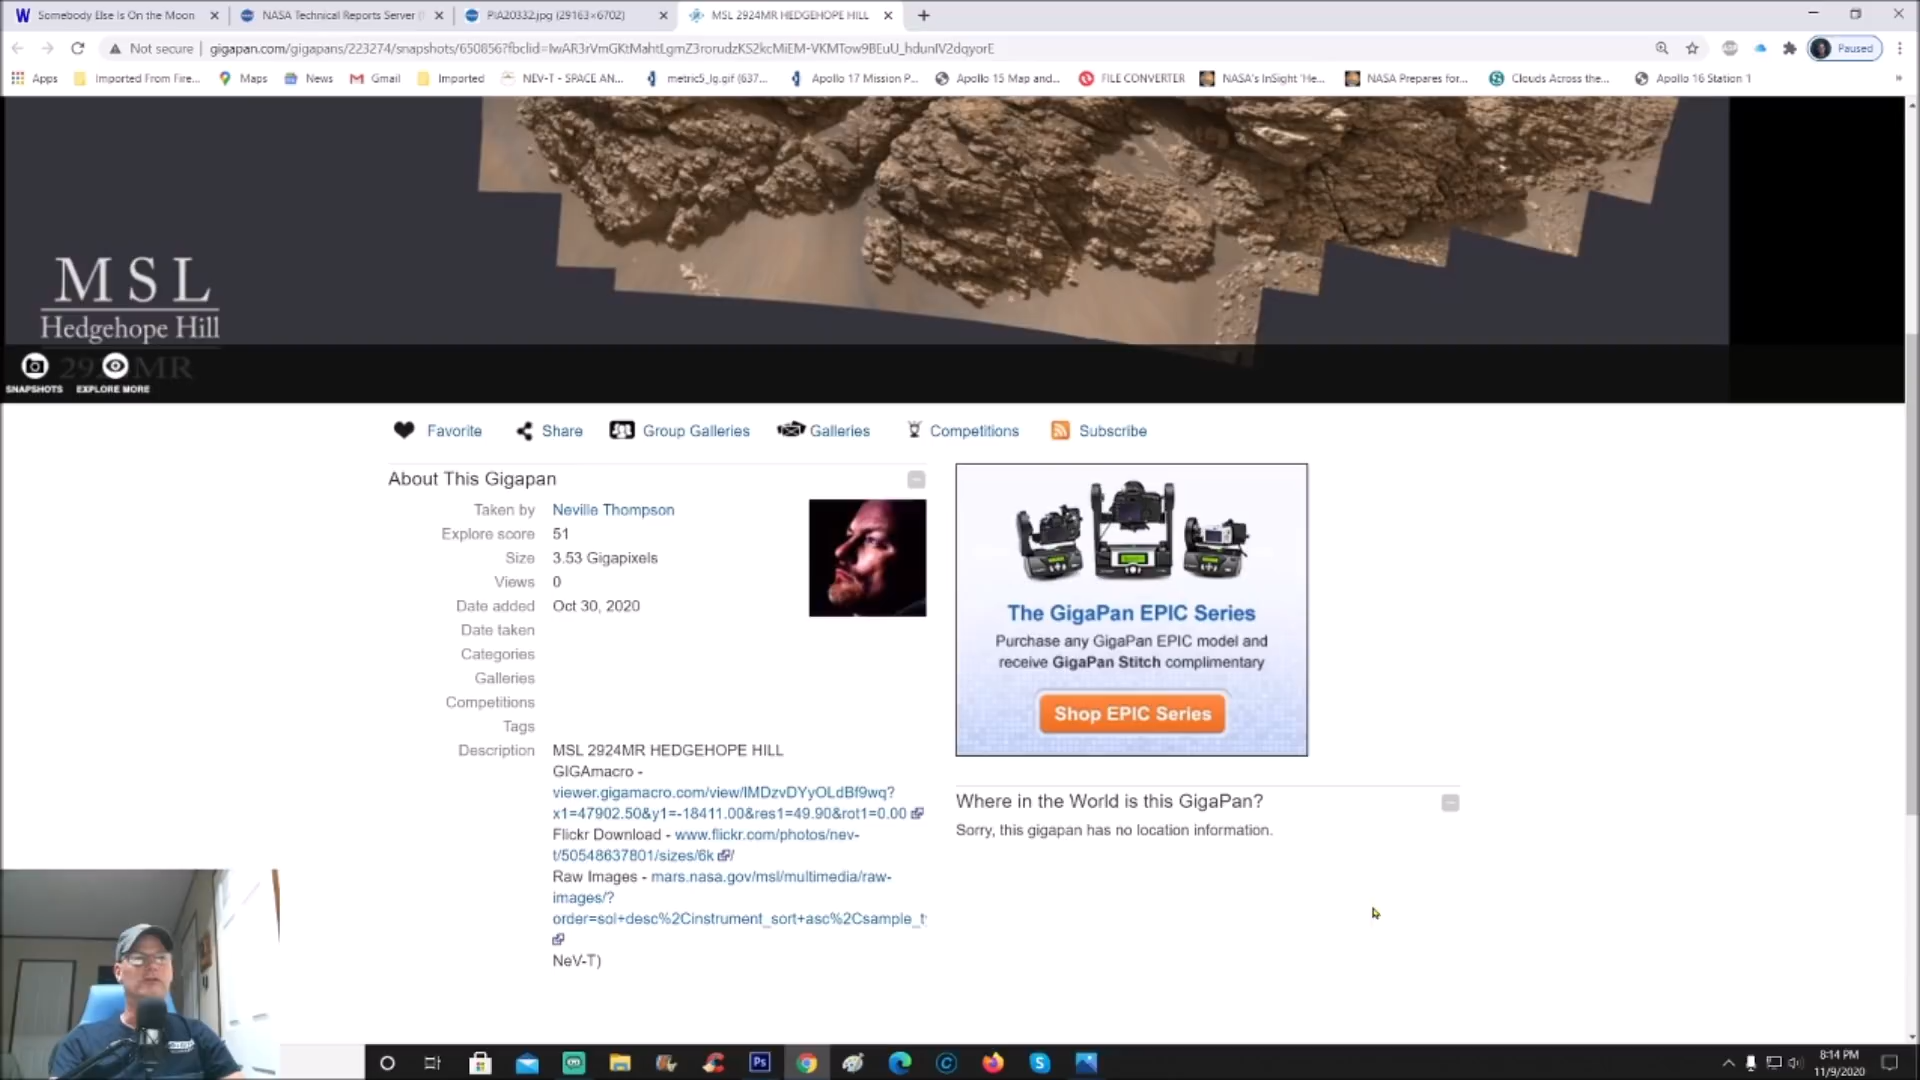 Somebody Else Is On the Moon
NASA Technical Reports Server (
PIA20332.jpg (29163×6702)
MSL 2924MR HEDGEHOPE HILL
Not secure
Paused
Apps
Imported From Fire...
Maps
News
Gmail
Imported
NEV-T - SPACE AN...
metric5_lg.gif (637...
Apollo 17 Mission P...
Apollo 15 Map and...
FILE CONVERTER
NASA's InSight 'He...
NASA Prepares for...
Clouds Across the...
Apollo 16 Station 1
MSL
Hedgehope Hill
SNAPSHOTS
EXPLORE MORE
Favorite
Share
Group Galleries
Galleries
Competitions
Subscribe
About This Gigapan
Taken by Neville Thompson
Explore score 51
Size 3.53 Gigapixels
Views 0
Date added Oct 30, 2020
Date taken
Categories
Galleries
Competitions
Tags
Description MSL 2924MR HEDGEHOPE HILL
GIGAmacro -
viewer.gigamacro.com/view/IMDzvDYyOLdBf9wq?
x1=47902.50&y1=-18411.00&res1=49.90&rot1=0.00
Flickr Download - www.flickr.com/photos/nev-
t/50548637801/sizes/6k /
Raw Images - mars.nasa.gov/msl/multimedia/raw-
images/?
order=sol+desc%2Cinstrument_sort+asc%2Csample_t
NeV-T)
The GigaPan EPIC Series
Purchase any GigaPan EPIC model and
receive GigaPan Stitch complimentary
Shop EPIC Series
Where in the World is this GigaPan?
Sorry, this gigapan has no location information.
Ps
8:14 PM
11/9/2020